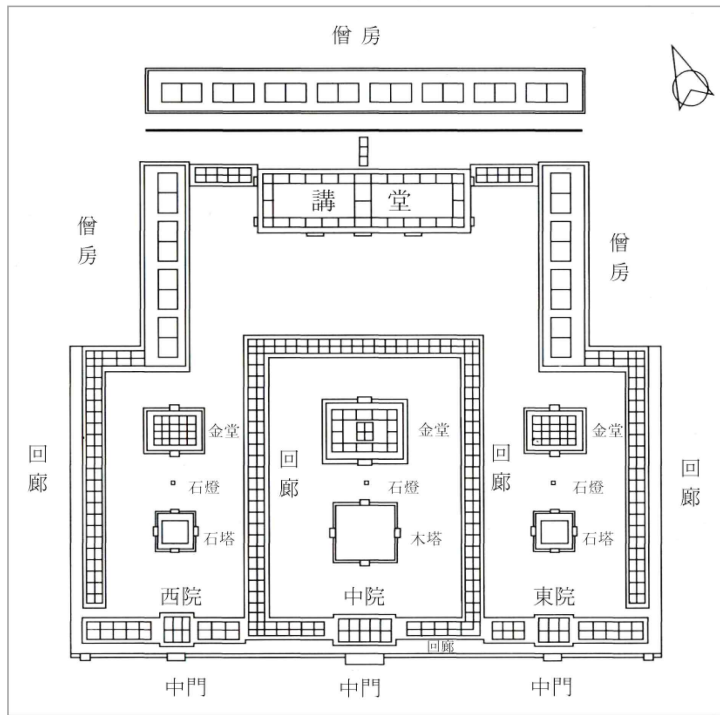 僧房
講堂
僧房
僧房
金堂
金堂
金堂
回廊
回廊
回廊
回廊
石燈
石燈
石燈
石塔
木塔
石塔
西院
中院
東院
回廊
中門
中門
中門